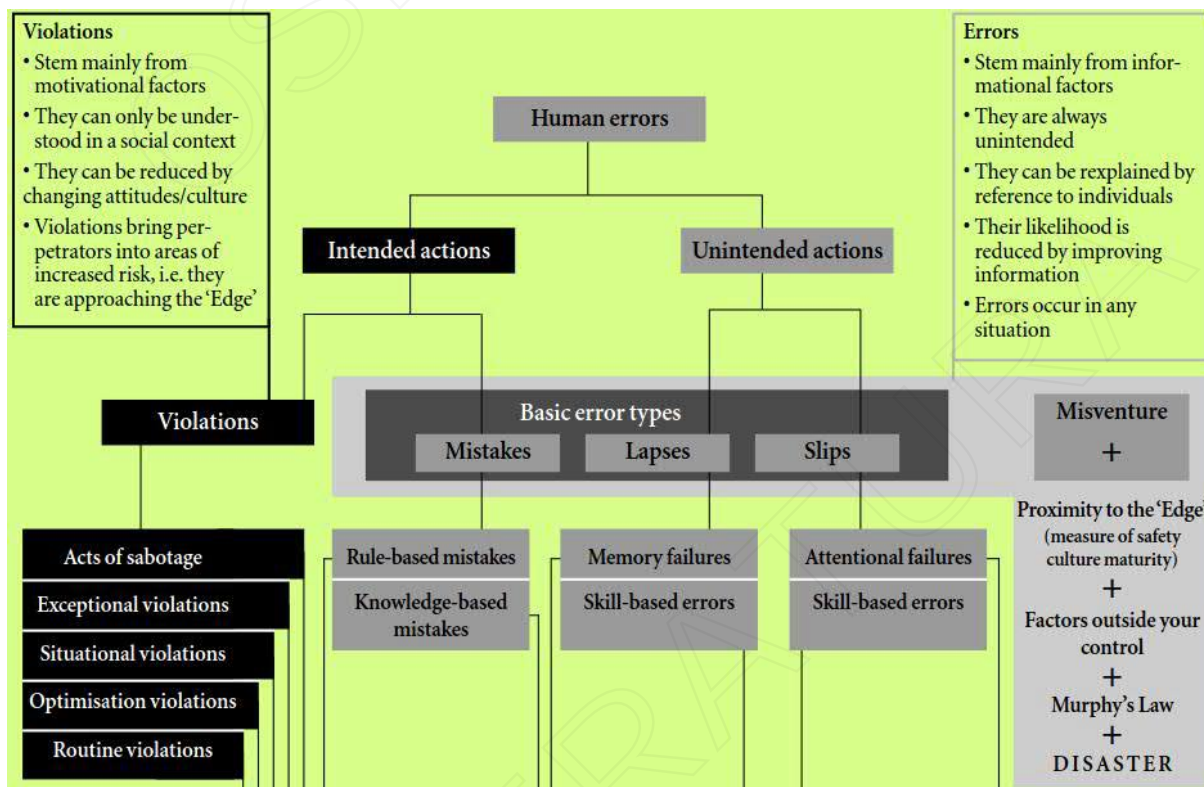 Violations
• Stem mainly from
motivational factors
• They can only be under-
stood in a social context
• They can be reduced by
changing attitudes/culture
• Violations bring per-
petrators into areas of
increased risk, i.e. they
are approaching the ‘Edge’
Errors
• Stem mainly from infor-
mational factors
• They are always
unintended
• They can be rexplained by
reference to individuals
• Their likelihood is
reduced by improving
information
• Errors occur in any
situation
Human errors
Intended actions
Unintended actions
Violations
Basic error types
Mistakes
Lapses
Slips
Misventure
+
Proximity to the ‘Edge’
(measure of safety
culture maturity)
+
Factors outside your
control
+
Murphy’s Law
+
DISASTER
Acts of sabotage
Exceptional violations
Situational violations
Optimisation violations
Routine violations
Rule-based mistakes
Knowledge-based
mistakes
Memory failures
Skill-based errors
Attentional failures
Skill-based errors